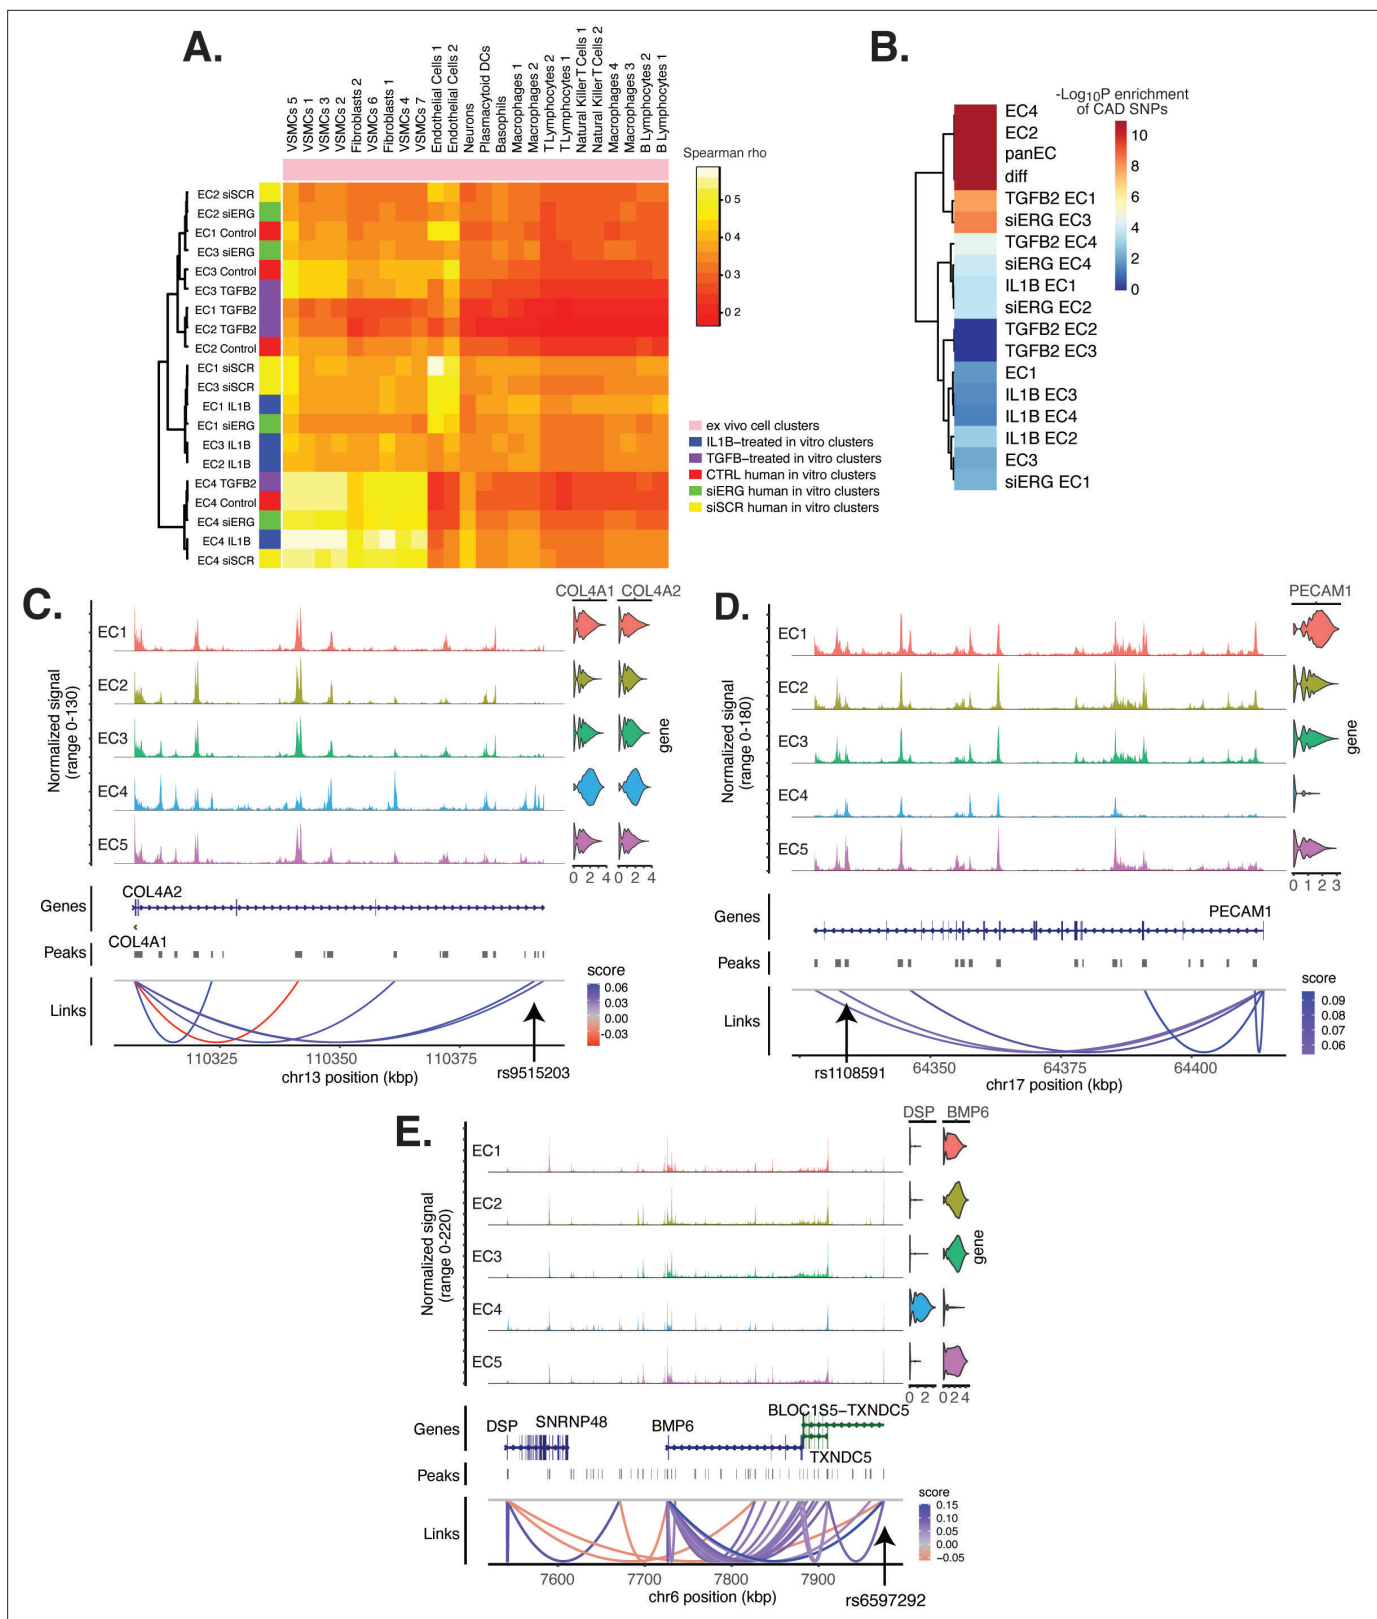 A.
VSMCs 5
VSMCs 1
VSMCs 3
VSMCs 2
Fibroblasts 2
VSMCs 6
Fibroblasts 1
VSMCs 4
VSMCs 7
Endothelial Cells 1
Endothelial Cells 2
Neurons
Plasmacytoid DCs
Basophils
Macrophages 1
Macrophages 2
T Lymphocytes 2
T Lymphocytes 1
Natural KillerT Cells 1
Natural KillerT Cells 2
Macrophages 4
Macrophages 3
B Lymphocytes 2
B Lymphocytes 1
EC2 siSCR
EC2 siERG
EC1 Control
EC3 siERG
EC3 Control
EC3 TGFB2
EC1 TGFB2
EC2 TGFB2
EC2 Control
EC1 siSCR
EC3 siSCR
EC1 IL1B
EC1 siERG
EC3 IL1B
EC2 IL1B
EC4 TGFB2
EC4 Control
EC4 siERG
EC4 IL1B
EC4 siSCR
Spearman rho
0 5
0 4
0 3
0 2
ex vivo cell clusters
IL1B-treated in vitro clusters
TGFB-treated in vitro clusters
CTRL human in vitro clusters
siERG human in vitro clusters
siSCR human in vitro clusters
B.
-Log10P enrichment
of CAD SNPs
10
8
6
4
2
0
EC4
EC2
panEC
diff
TGFB2 EC1
siERG EC3
TGFB2 EC4
siERG EC4
IL1B EC1
siERG EC2
TGFB2 EC2
TGFB2 EC3
EC1
IL1B EC3
IL1B EC4
IL1B EC2
EC3
siERG EC1
C.
COL4A1 COL4A2
Normalized signal
(range 0-130)
EC1
EC2
EC3
EC4
EC5
gene
0 2 4 0 2 4
Genes
COL4A2
COL4A1
Peaks
Links
score
0.06
0.03
0.00
-0.03
110325 110350 110375
chr13 position (kbp)
rs9515203
D.
PECAM1
Normalized signal
(range 0-180)
EC1
EC2
EC3
EC4
EC5
gene
0 1 2 3
Genes
PECAM1
Peaks
Links
score
0.09
0.08
0.07
0.06
64350 64375 64400
chr17 position (kbp)
rs1108591
E.
DSP BMP6
Normalized signal
(range 0-220)
EC1
EC2
EC3
EC4
EC5
gene
0 2 0 2 4
Genes
DSP SNRNP48 BMP6 BLOC1S5-TXNDC5
TXNDC5
Peaks
Links
score
0.15
0.10
0.05
0.00
-0.05
7600 7700 7800 7900
chr6 position (kbp)
rs6597292